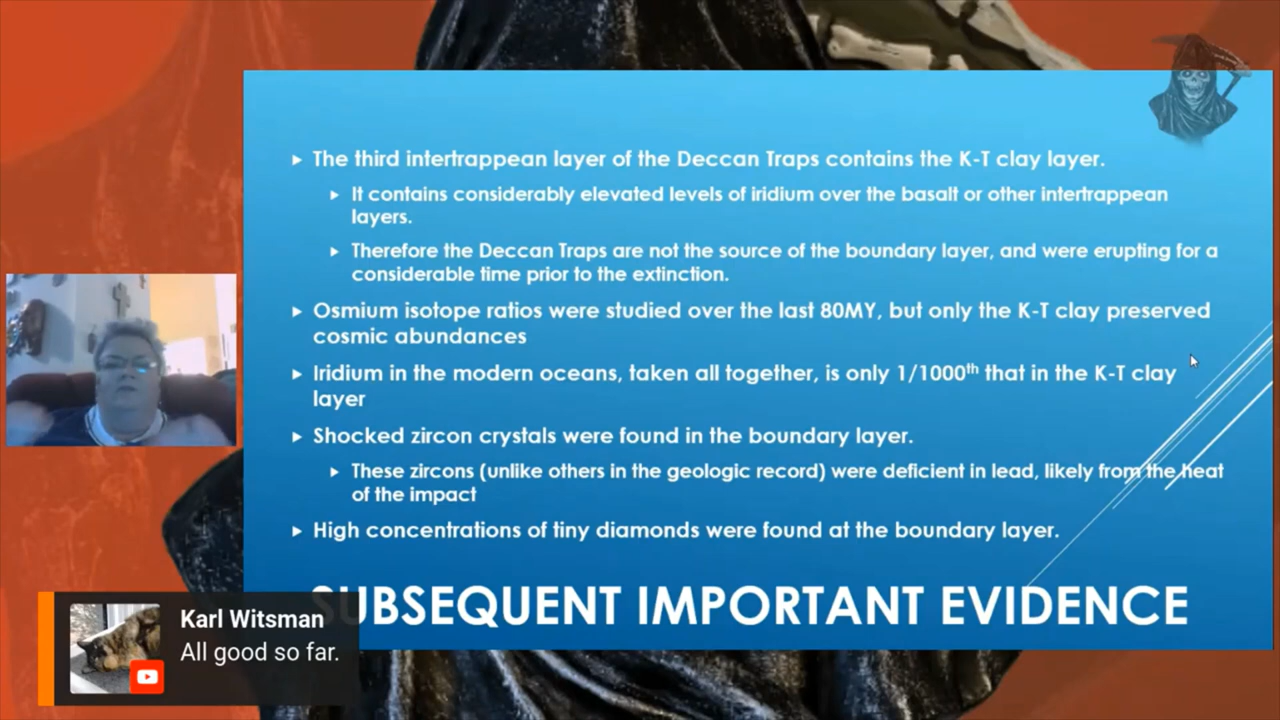 The third intertrappean layer of the Deccan Traps contains the K-T clay layer.
It contains considerably elevated levels of iridium over the basalt or other intertrappean
layers.
Therefore the Deccan Traps are not the source of the boundary layer, and were erupting for a
considerable time prior to the extinction.
Osmium isotope ratios were studied over the last 80MY, but only the K-T clay preserved
cosmic abundances
Iridium in the modern oceans, taken all together, is only 1/1000th that in the K-T clay
layer
Shocked zircon crystals were found in the boundary layer.
These zircons (unlike others in the geologic record) were deficient in lead, likely from the heat
of the impact
High concentrations of tiny diamonds were found at the boundary layer.
SUBSEQUENT IMPORTANT EVIDENCE
Karl Witsman
All good so far.